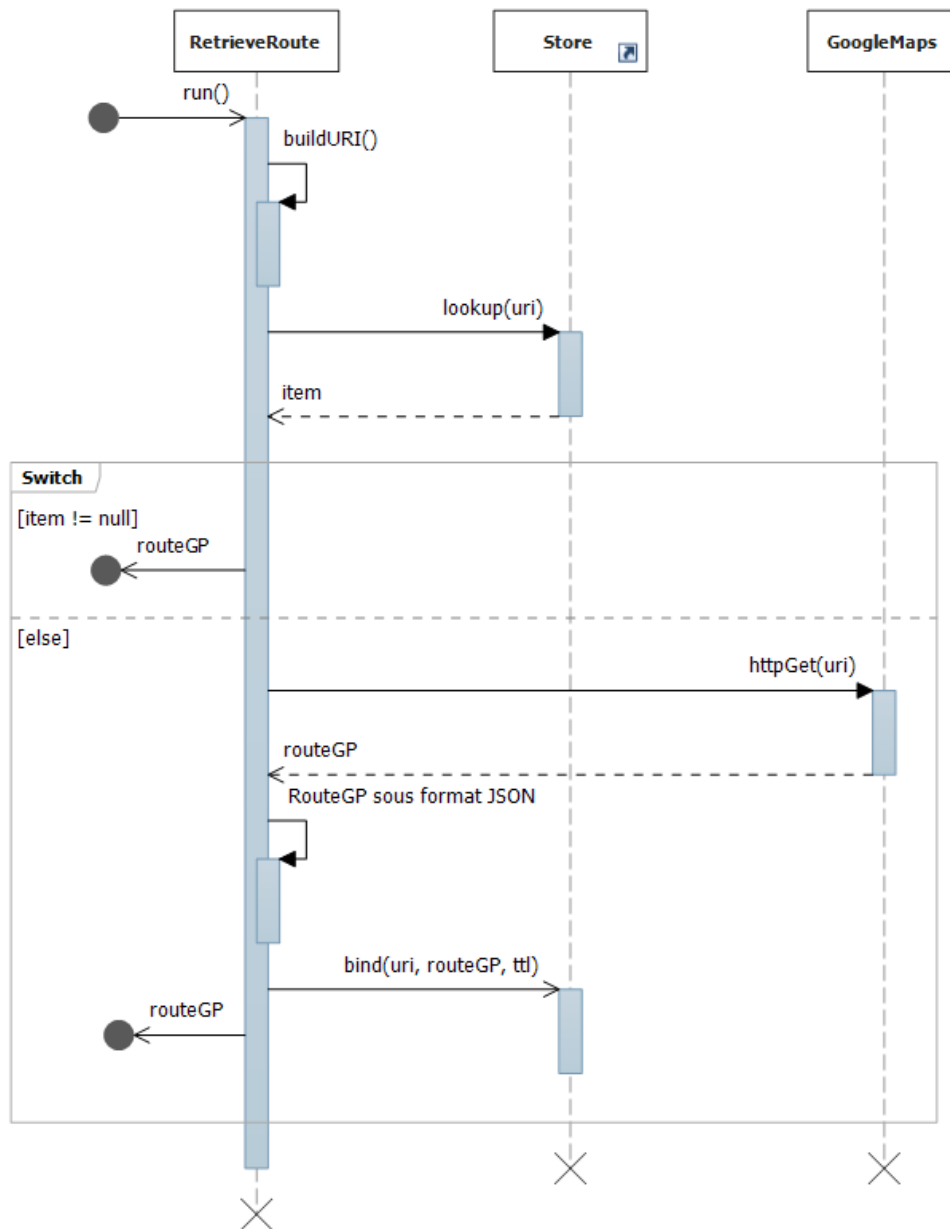 RetrieveRoute
Store
GoogleMaps
run()
buildURI()
lookup(uri)
item
Switch
[item != null]
routeGP
[else]
httpGet(uri)
routeGP
RouteGP sous format JSON
bind(uri, routeGP, ttl)
routeGP